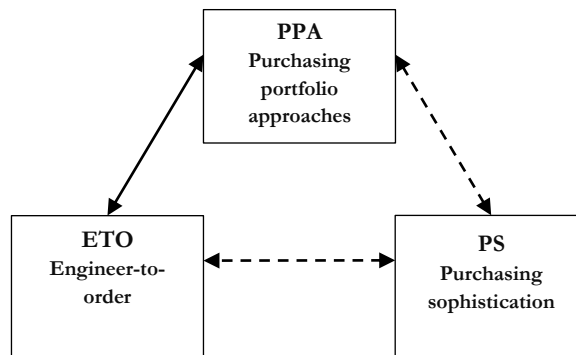 PPA
Purchasing
portfolio
approaches
ETO
Engineer-to-
order
PS
Purchasing
sophistication